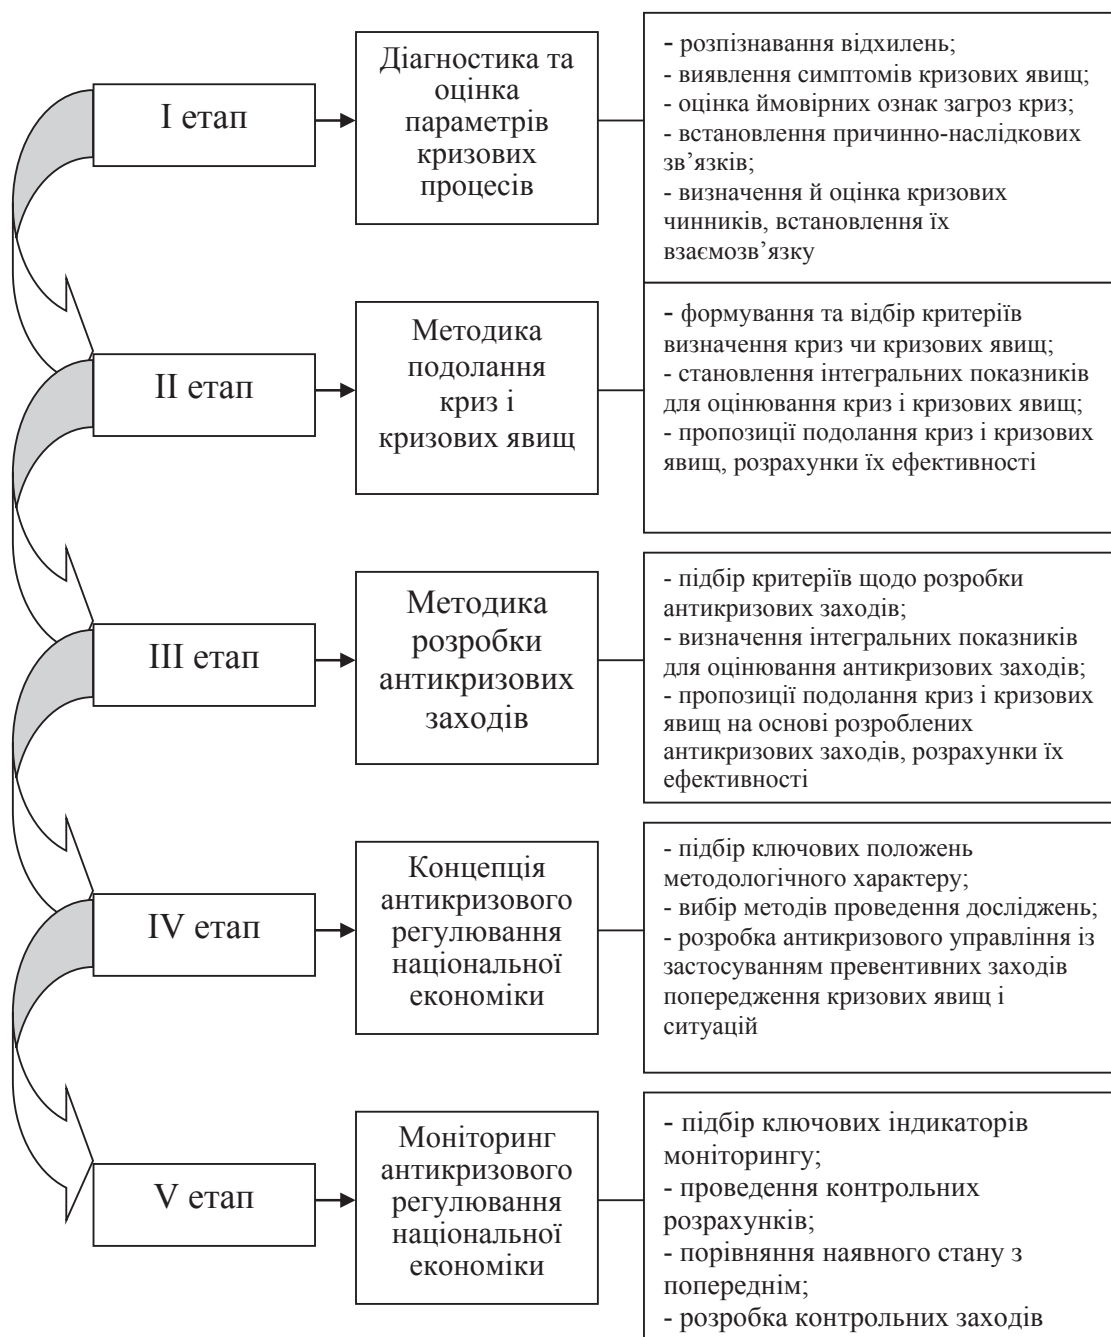 І етап
Діагностика та
оцінка
параметрів
кризових
процесів
- розпізнавання відхилень;
- виявлення симптомів кризових явищ;
- оцінка ймовірних ознак загроз криз;
- встановлення причинно-наслідкових
зв’язків;
- визначення й оцінка кризових
чинників, встановлення їх
взаємозв’язку
ІІ етап
Методика
подолання
криз і
кризових явищ
- формування та відбір критеріїв
визначення криз чи кризових явищ;
- становлення інтегральних показників
для оцінювання криз і кризових явищ;
- пропозиції подолання криз і кризових
явищ, розрахунки їх ефективності
ІІІ етап
Методика
розробки
антикризових
заходів
- підбір критеріїв щодо розробки
антикризових заходів;
- визначення інтегральних показників
для оцінювання антикризових заходів;
- пропозиції подолання криз і кризових
явищ на основі розроблених
антикризових заходів, розрахунки їх
ефективності
IV етап
Концепція
антикризового
регулювання
національної
економіки
- підбір ключових положень
методологічного характеру;
- вибір методів проведення досліджень;
- розробка антикризового управління із
застосуванням превентивних заходів
попередження кризових явищ і
ситуацій
V етап
Моніторинг
антикризового
регулювання
національної
економіки
- підбір ключових індикаторів
моніторингу;
- проведення контрольних
розрахунків;
- порівняння наявного стану з
попереднім;
- розробка контрольних заходів